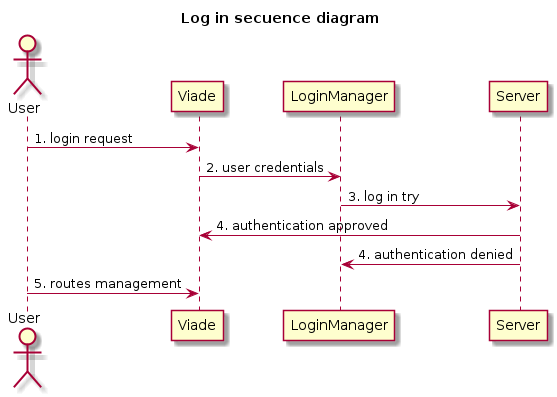 Log in secuence diagram
User
Viade
LoginManager
Server
1. login request
2. user credentials
3. log in try
4. authentication approved
4. authentication denied
5. routes management
User
Viade
LoginManager
Server